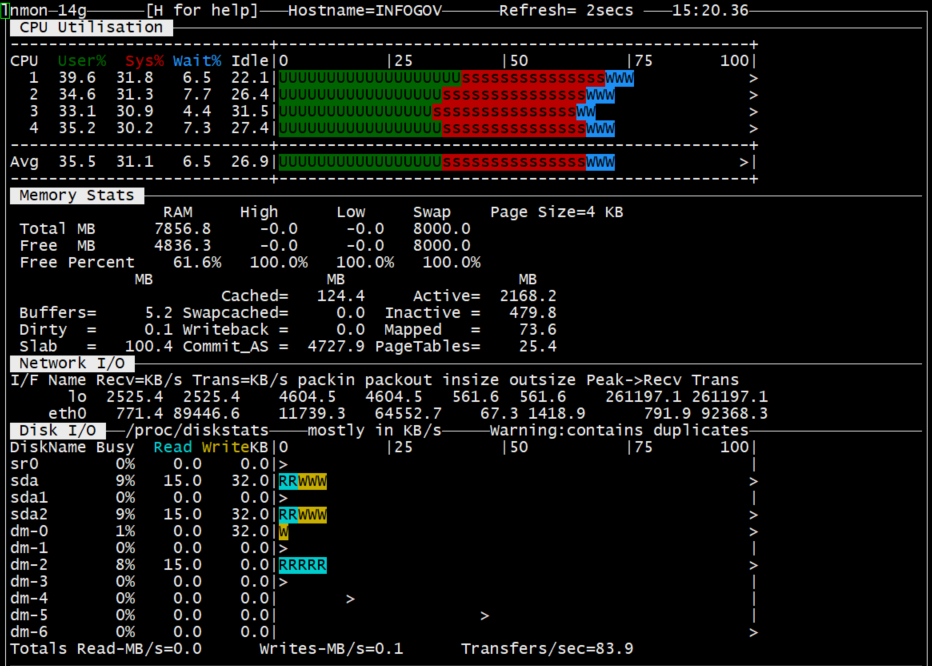 nmon-14g [H for help] Hostname=INFOGOV Refresh= 2secs 15:20.36
CPU Utilisation
CPU User% Sys% Wait% Idle|0 |25 |50 |75 100|
1 39.6 31.8 6.5 22.1|UUUUUUUUUUUUUUUUUUUsssssssssssssssWWW >
2 34.6 31.3 7.7 26.4|UUUUUUUUUUUUUUUUUsssssssssssssssWWW >
3 33.1 30.9 4.4 31.5|UUUUUUUUUUUUUUUUsssssssssssssssWW >
4 35.2 30.2 7.3 27.4|UUUUUUUUUUUUUUUUUsssssssssssssssWWW >
Avg 35.5 31.1 6.5 26.9|UUUUUUUUUUUUUUUUUsssssssssssssssWWW >|
Memory Stats
RAM High Low Swap Page Size=4 KB
Total MB 7856.8 -0.0 -0.0 8000.0
Free MB 4836.3 -0.0 -0.0 8000.0
Free Percent 61.6% 100.0% 100.0% 100.0%
MB MB MB
Cached= 124.4 Active= 2168.2
Buffers= 5.2 Swapcached= 0.0 Inactive = 479.8
Dirty = 0.1 Writeback = 0.0 Mapped = 73.6
Slab = 100.4 Commit_AS = 4727.9 PageTables= 25.4
Network I/O
I/F Name Recv=KB/s Trans=KB/s packin packout insize outsize Peak->Recv Trans
lo 2525.4 2525.4 4604.5 4604.5 561.6 561.6 261197.1 261197.1
eth0 771.4 89446.6 11739.3 64552.7 67.3 1418.9 791.9 92368.3
Disk I/O /proc/diskstats mostly in KB/s Warning:contains duplicates
DiskName Busy Read WriteKB|0 |25 |50 |75 100|
sr0 0% 0.0 0.0|> |
sda 9% 15.0 32.0|RRWWW >
sda1 0% 0.0 0.0|> |
sda2 9% 15.0 32.0|RRWWW >
dm-0 1% 0.0 32.0|W >
dm-1 0% 0.0 0.0|> |
dm-2 8% 15.0 0.0|RRRRR >
dm-3 0% 0.0 0.0|> |
dm-4 0% 0.0 0.0| > |
dm-5 0% 0.0 0.0| > |
dm-6 0% 0.0 0.0| >
Totals Read-MB/s=0.0 Writes-MB/s=0.1 Transfers/sec=83.9